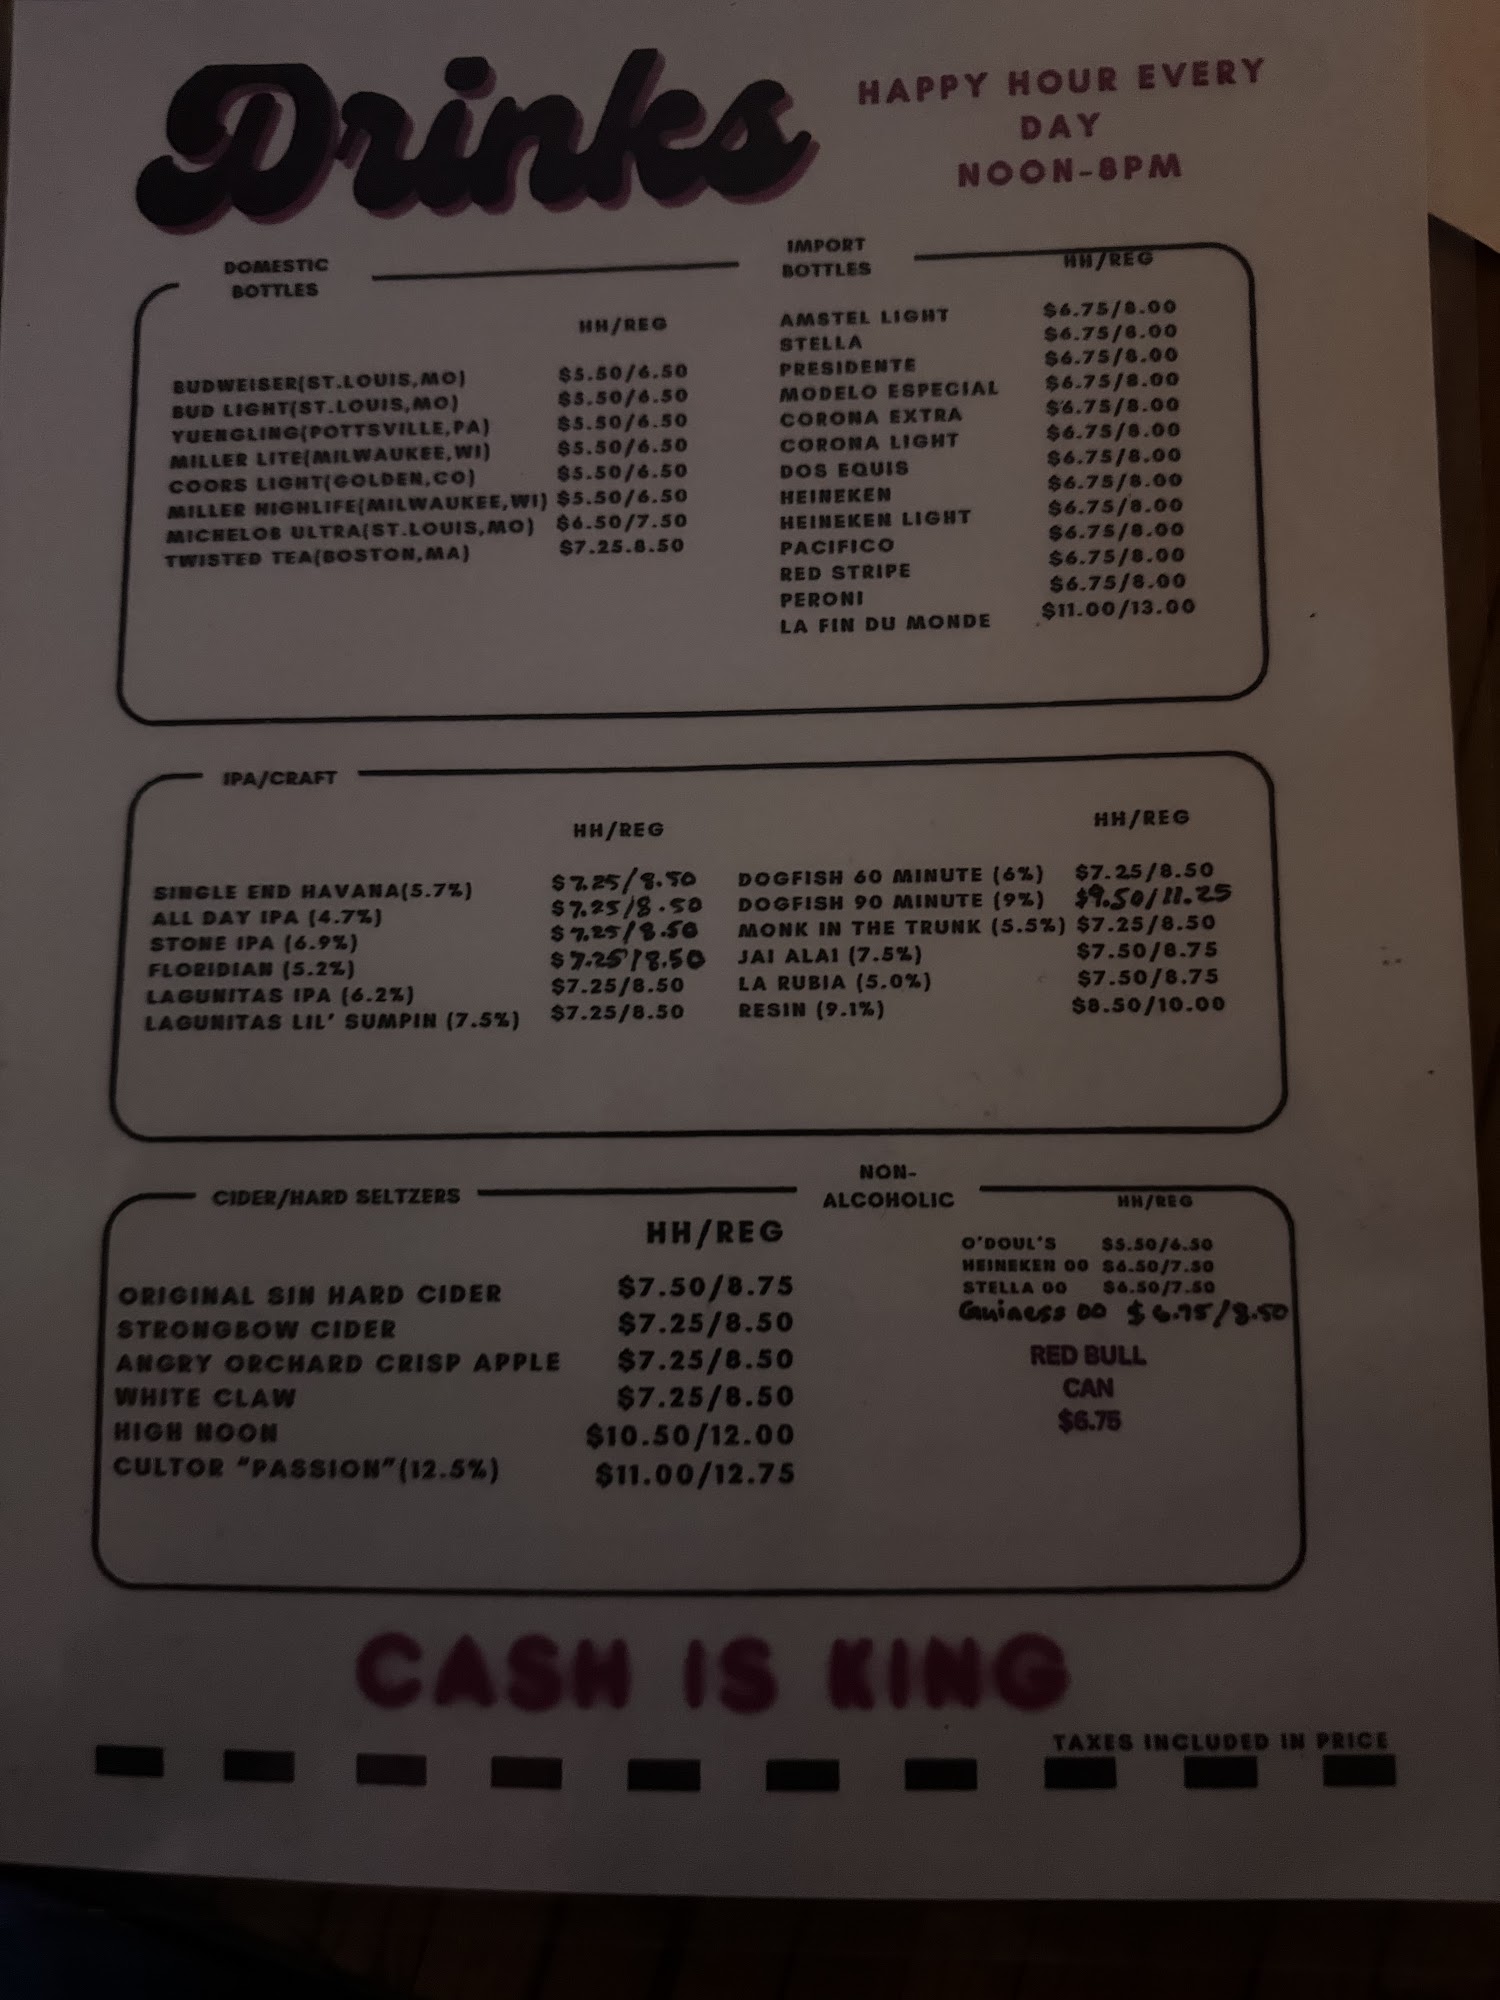 Drinks
HAPPY HOUR EVERY
DAY
NOON-8PM
DOMESTIC
BOTTLES
HH/REG
BUDWEISER(ST.LOUIS,MO) $5.50/6.50
BUD LIGHT(ST.LOUIS,MO) $5.50/6.50
YUENGLING(POTTSVILLE,PA) $5.50/6.50
MILLER LITE(MILWAUKEE,WI) $5.50/6.50
COORS LIGHT(GOLDEN,CO) $5.50/6.50
MILLER HIGHLIFE(MILWAUKEE,WI) $5.50/6.50
MICHELOB ULTRA(ST.LOUIS,MO) $6.50/7.50
TWISTED TEA(BOSTON,MA) $7.25.8.50
IMPORT
BOTTLES
HH/REG
AMSTEL LIGHT $6.75/8.00
STELLA $6.75/8.00
PRESIDENTE $6.75/8.00
MODELO ESPECIAL $6.75/8.00
CORONA EXTRA $6.75/8.00
CORONA LIGHT $6.75/8.00
DOS EQUIS $6.75/8.00
HEINEKEN $6.75/8.00
HEINEKEN LIGHT $6.75/8.00
PACIFICO $6.75/8.00
RED STRIPE $6.75/8.00
PERONI $6.75/8.00
LA FIN DU MONDE $11.00/13.00
IPA/CRAFT
HH/REG
SINGLE END HAVANA(5.7%) $7.25/8.50
ALL DAY IPA (4.7%) $7.25/8.50
STONE IPA (6.9%) $7.25/8.50
FLORIDIAN (5.2%) $7.25/8.50
LAGUNITAS IPA (6.2%) $7.25/8.50
LAGUNITAS LIL' SUMPIN (7.5%) $7.25/8.50
HH/REG
DOGFISH 60 MINUTE (6%) $7.25/8.50
DOGFISH 90 MINUTE (9%) $9.50/11.25
MONK IN THE TRUNK (5.5%) $7.25/8.50
JAI ALAI (7.5%) $7.50/8.75
LA RUBIA (5.0%) $7.50/8.75
RESIN (9.1%) $8.50/10.00
CIDER/HARD SELTZERS
HH/REG
ORIGINAL SIN HARD CIDER $7.50/8.75
STRONGBOW CIDER $7.25/8.50
ANGRY ORCHARD CRISP APPLE $7.25/8.50
WHITE CLAW $7.25/8.50
HIGH NOON $10.50/12.00
CULTOR "PASSION"(12.5%) $11.00/12.75
NON-
ALCOHOLIC
HH/REG
O'DOUL'S $5.50/6.50
HEINEKEN 00 $6.50/7.50
STELLA 00 $6.50/7.50
Guiness 00 $6.75/8.50
RED BULL
CAN
$6.75
CASH IS KING
TAXES INCLUDED IN PRICE